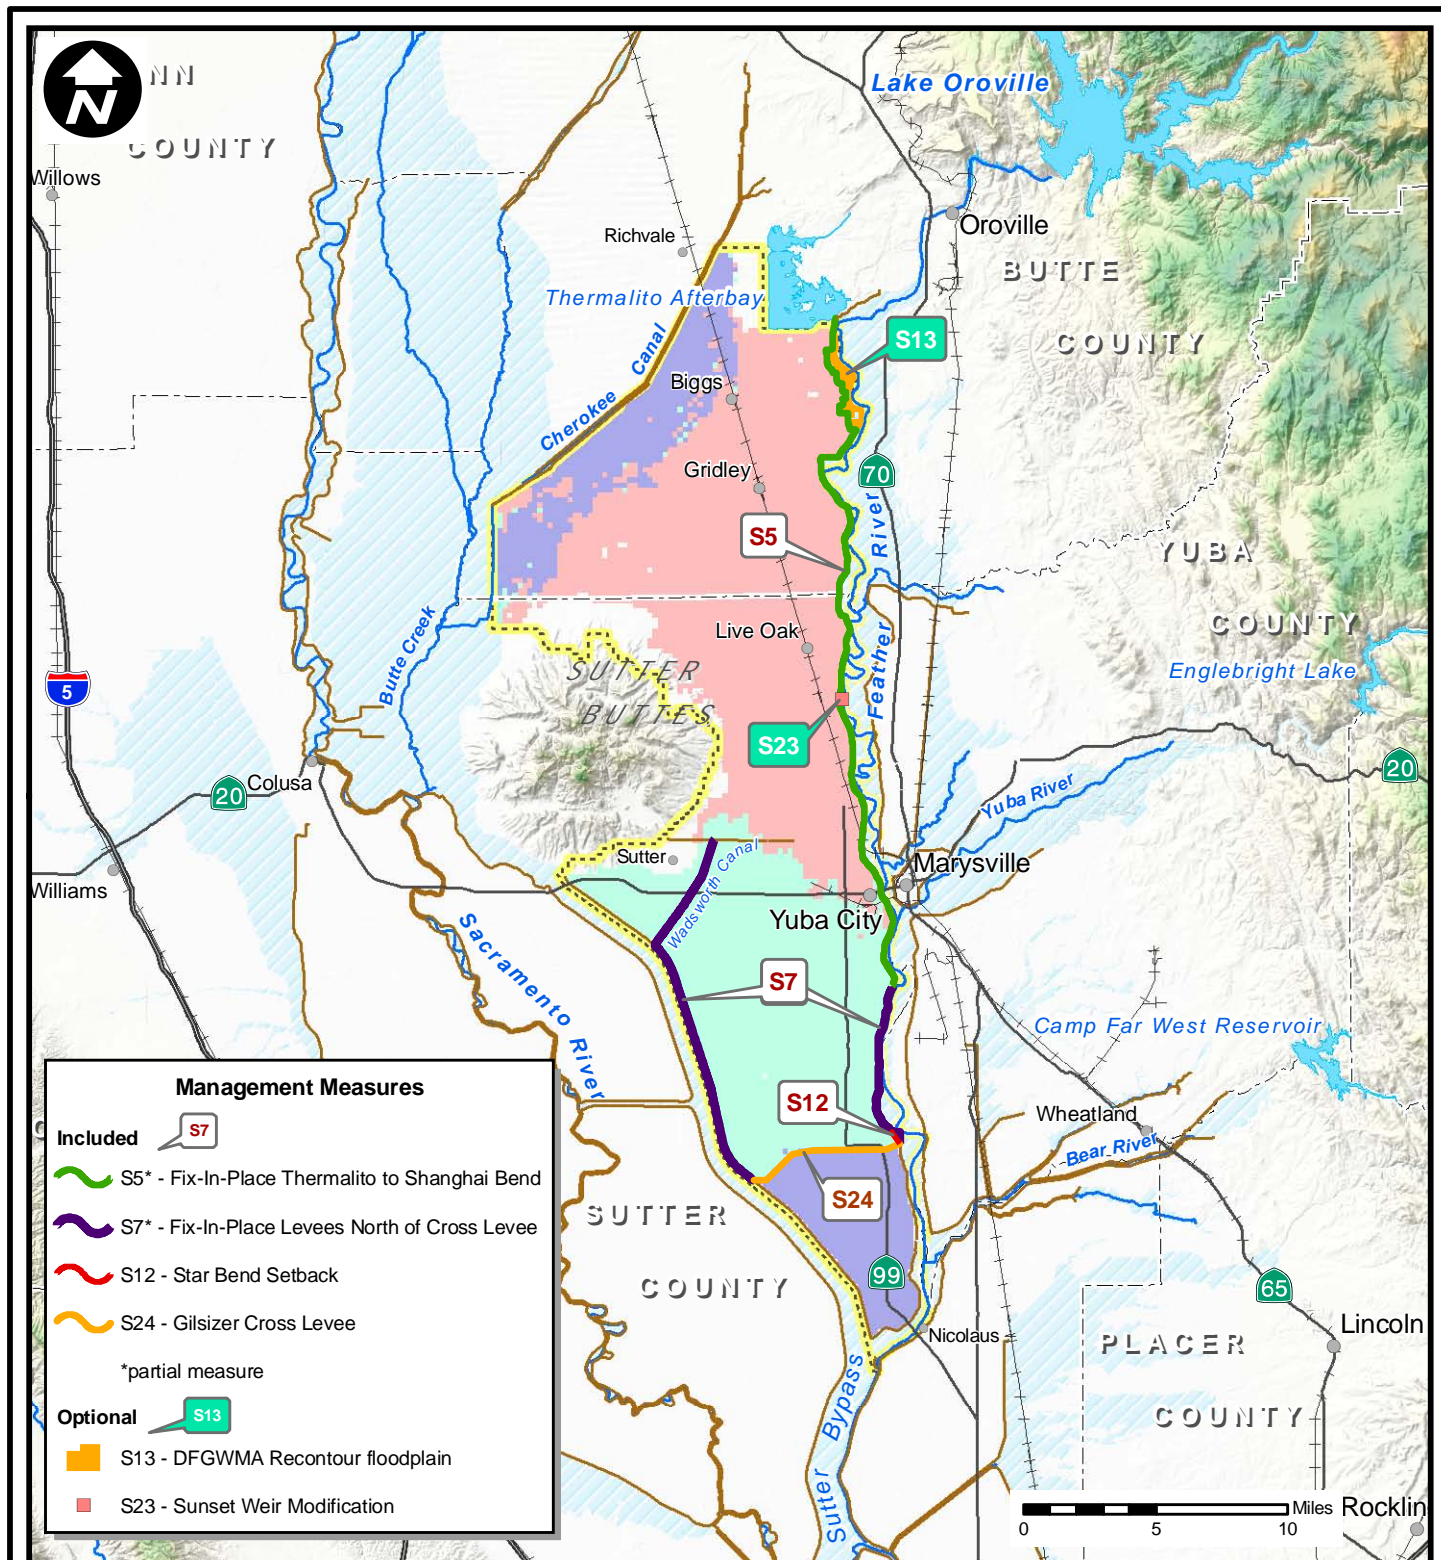 N
NN
COUNTY
Willows
Lake Oroville
Oroville
Richvale
BUTTE
COUNTY
Thermalito Afterbay
S13
Cherokee Canal
Biggs
Gridley
70
S5
Feather River
YUBA
COUNTY
Butte Creek
Live Oak
SUTTER
BUTTES
Englebright Lake
5
S23
20
Colusa
20
Yuba River
Sutter
Wadsworth Canal
Marysville
Williams
Yuba City
Sacramento River
S7
Camp Far West Reservoir
S12
Wheatland
Bear River
S24
SUTTER
COUNTY
99
65
Nicolaus
Lincoln
PLACER
COUNTY
Sutter Bypass
Rocklin
Management Measures
Included
S7
S5* - Fix-In-Place Thermalito to Shanghai Bend
S7* - Fix-In-Place Levees North of Cross Levee
S12 - Star Bend Setback
S24 - Gilsizer Cross Levee
*partial measure
Optional
S13
S13 - DFGWMA Recontour floodplain
S23 - Sunset Weir Modification
Miles
0 5 10